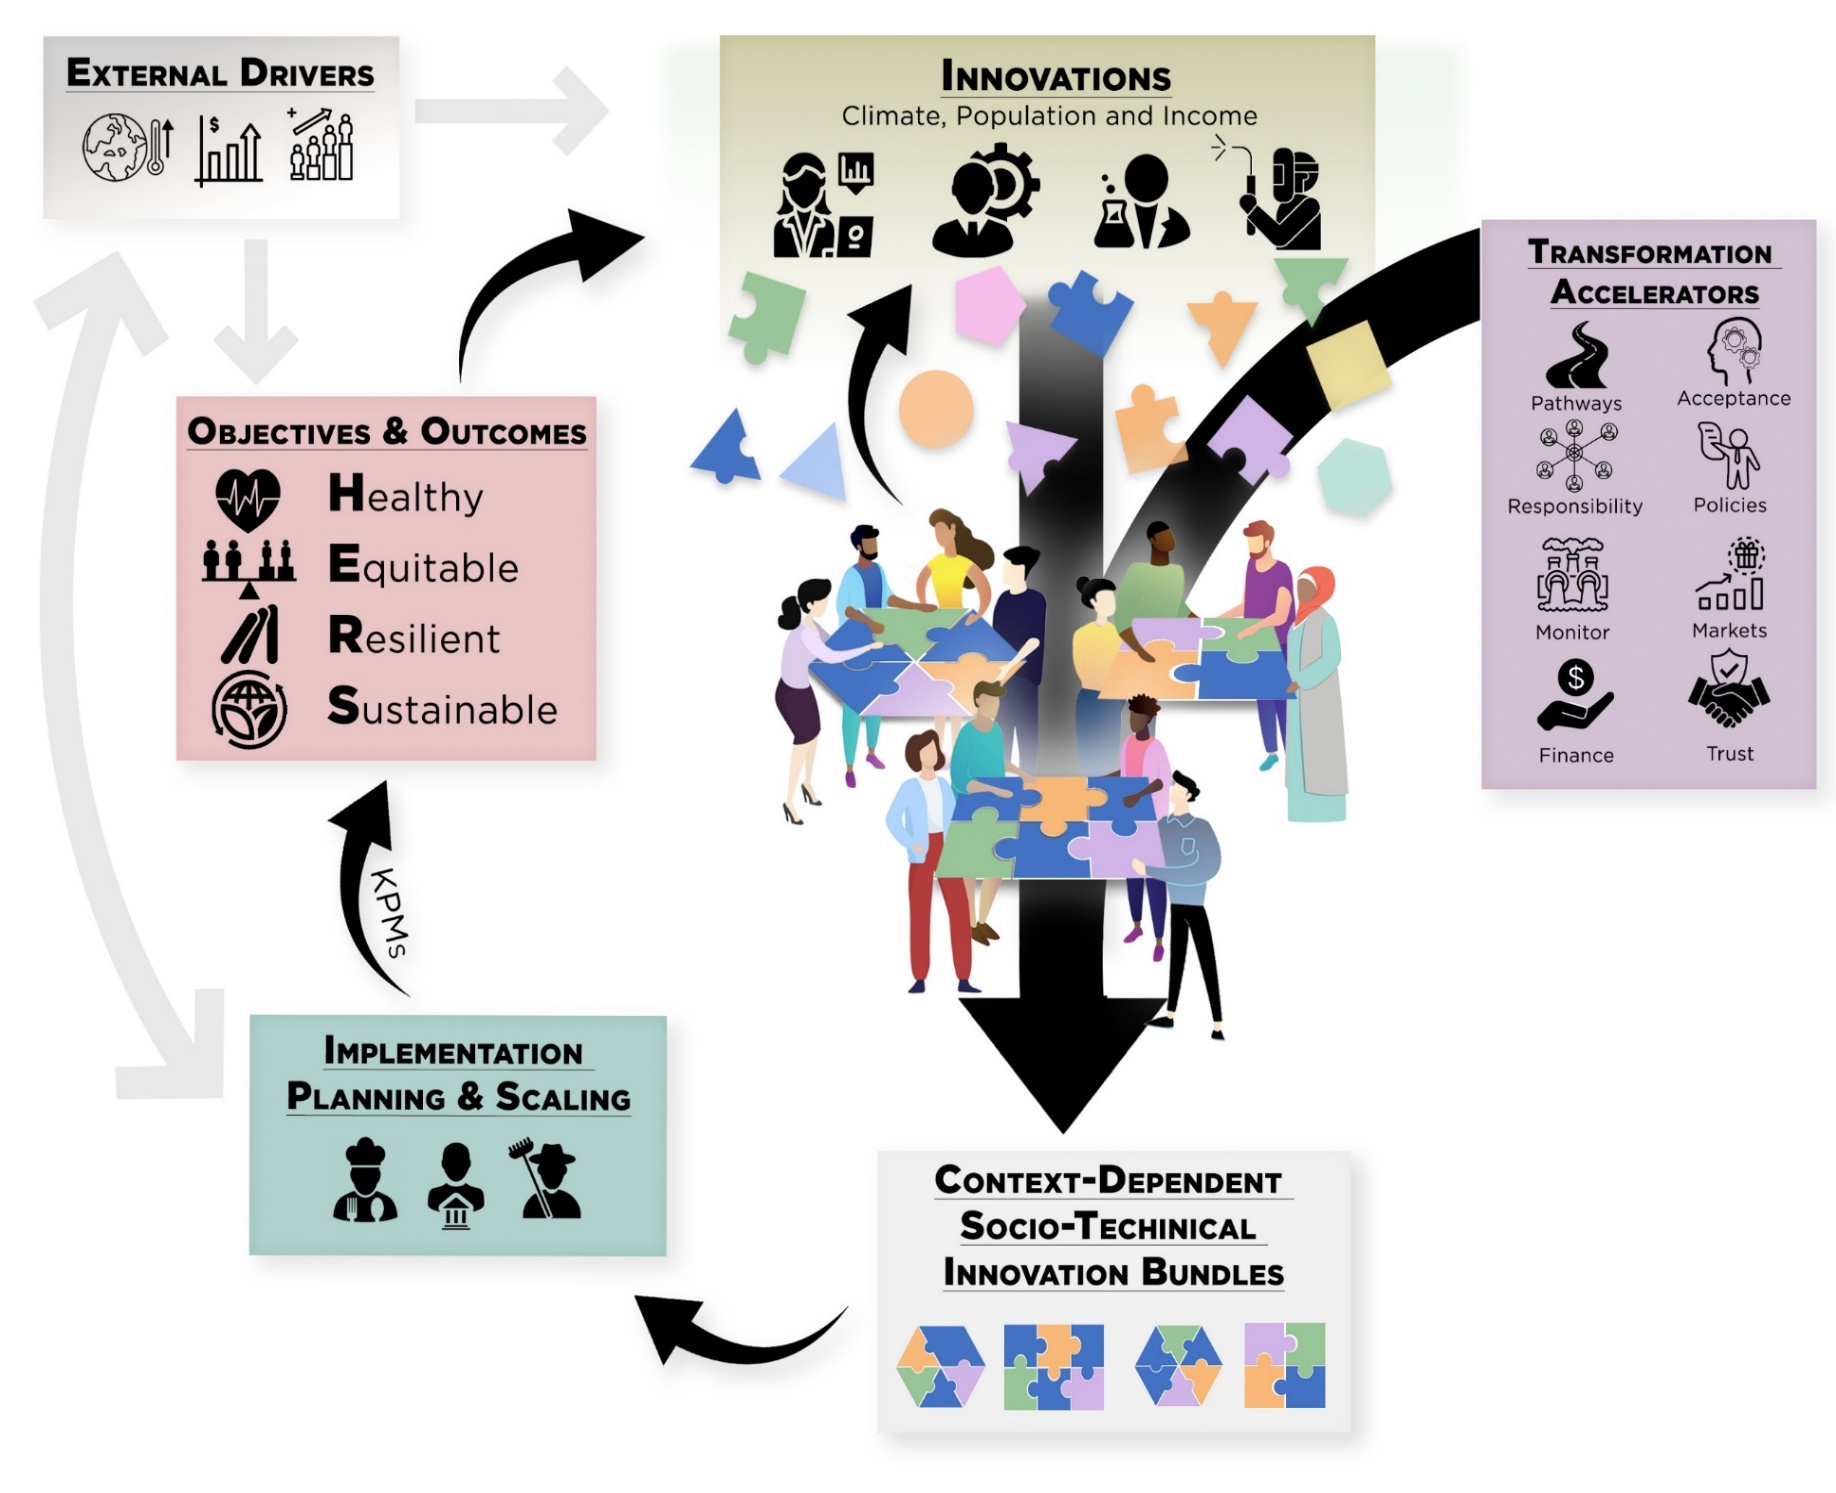 EXTERNAL DRIVERS
INNOVATIONS
Climate, Population and Income
TRANSFORMATION
ACCELERATORS
Pathways
Acceptance
Responsibility
Policies
Monitor
Markets
Finance
Trust
OBJECTIVES & OUTCOMES
Healthy
Equitable
Resilient
Sustainable
KPMs
IMPLEMENTATION
PLANNING & SCALING
CONTEXT-DEPENDENT
SOCIO-TECHINICAL
INNOVATION BUNDLES
$
+
$